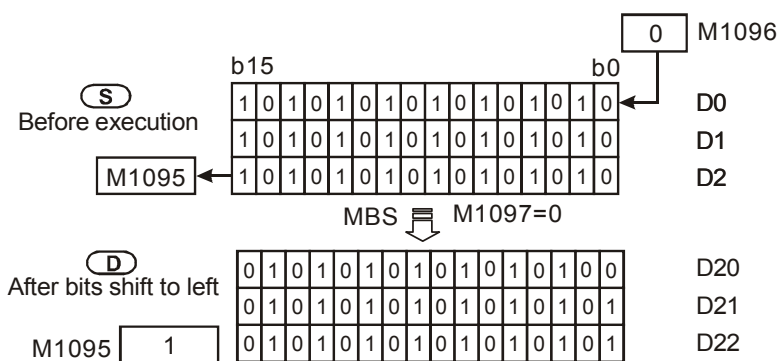 0 M1096
b15 b0
S
Before execution
1 0 1 0 1 0 1 0 1 0 1 0 1 0 1 0 D0
1 0 1 0 1 0 1 0 1 0 1 0 1 0 1 0 D1
M1095 1 0 1 0 1 0 1 0 1 0 1 0 1 0 1 0 D2
MBS M1097=0
D
After bits shift to left
0 1 0 1 0 1 0 1 0 1 0 1 0 1 0 0 D20
0 1 0 1 0 1 0 1 0 1 0 1 0 1 0 1 D21
M1095 1 0 1 0 1 0 1 0 1 0 1 0 1 0 1 0 1 D22